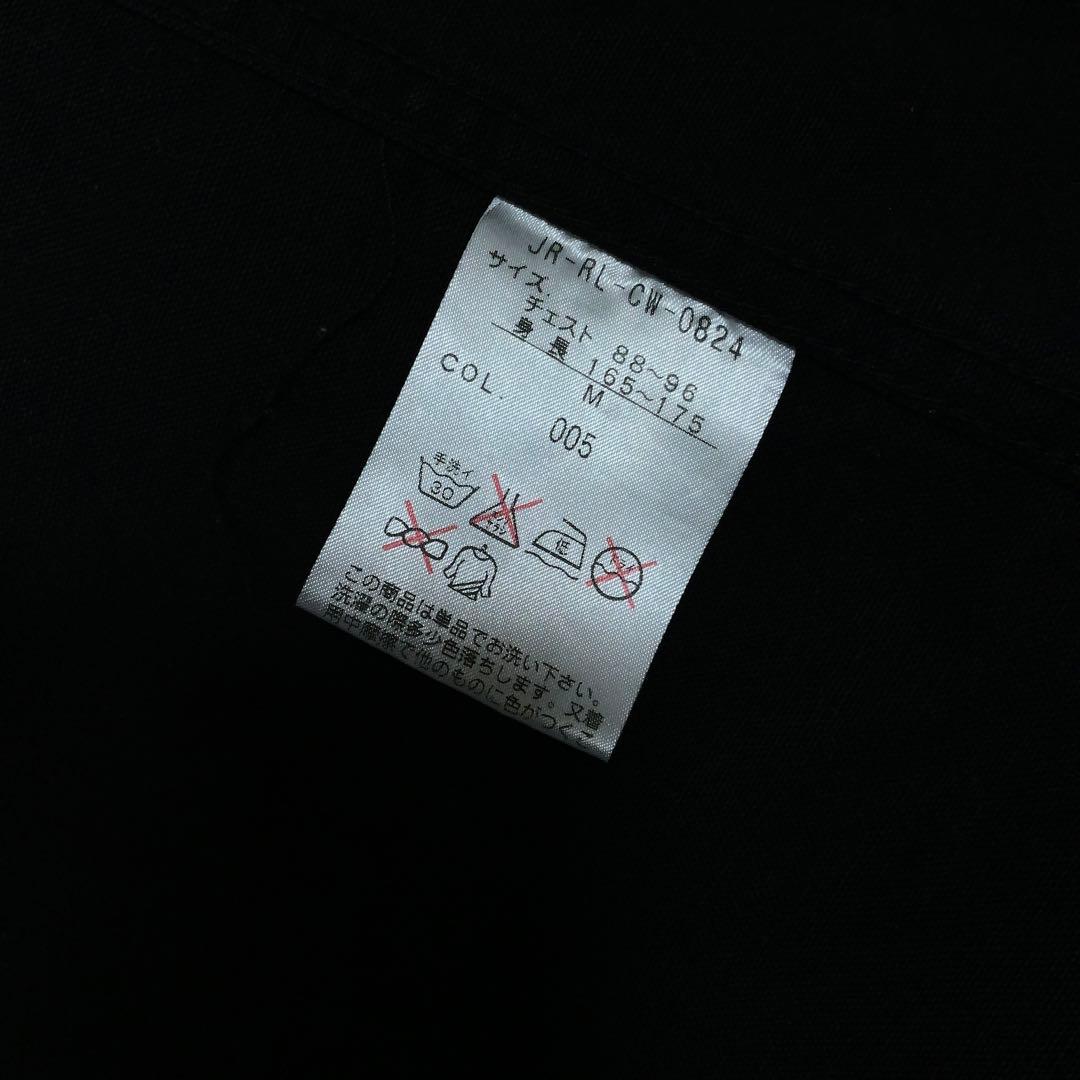 JR-RL-CW-0824
サイズ
チェスト 88~96
身長 165~175
M
COL. 005
手洗イ
30
低
この商品は単品でお洗い下さい。
洗濯の際多少色落ちします。又着
用中摩擦で他のものに色がつくこ